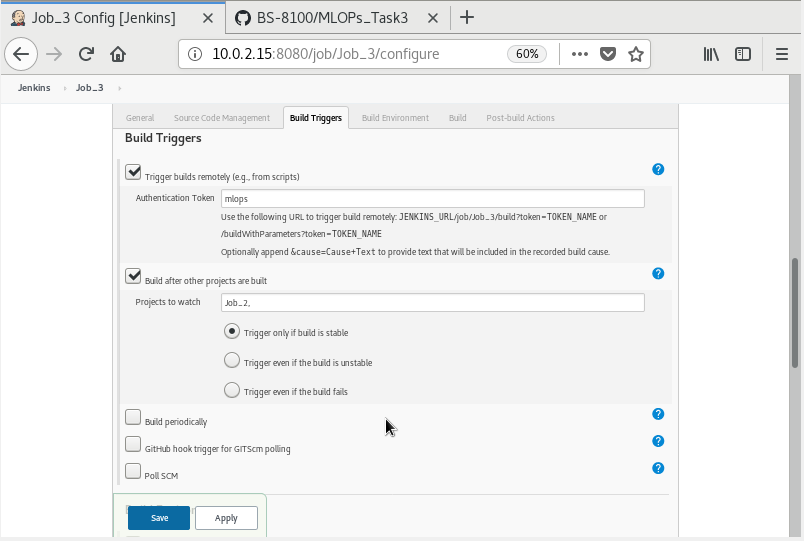 Job_3 Config [Jenkins]
BS-8100/MLOPs_Task3
10.0.2.15:8080/job/Job_3/configure
60%
Jenkins
Job_3
General
Source Code Management
Build Triggers
Build Environment
Build
Post-build Actions
Build Triggers
Trigger builds remotely (e.g., from scripts)
Authentication Token
mlops
Use the following URL to trigger build remotely: JENKINS_URL/job/Job_3/build?token=TOKEN_NAME or
/buildWithParameters?token=TOKEN_NAME
Optionally append &cause=Cause+Text to provide text that will be included in the recorded build cause.
Build after other projects are built
Projects to watch
Job_2,
Trigger only if build is stable
Trigger even if the build is unstable
Trigger even if the build fails
Build periodically
GitHub hook trigger for GITScm polling
Poll SCM
Save
Apply